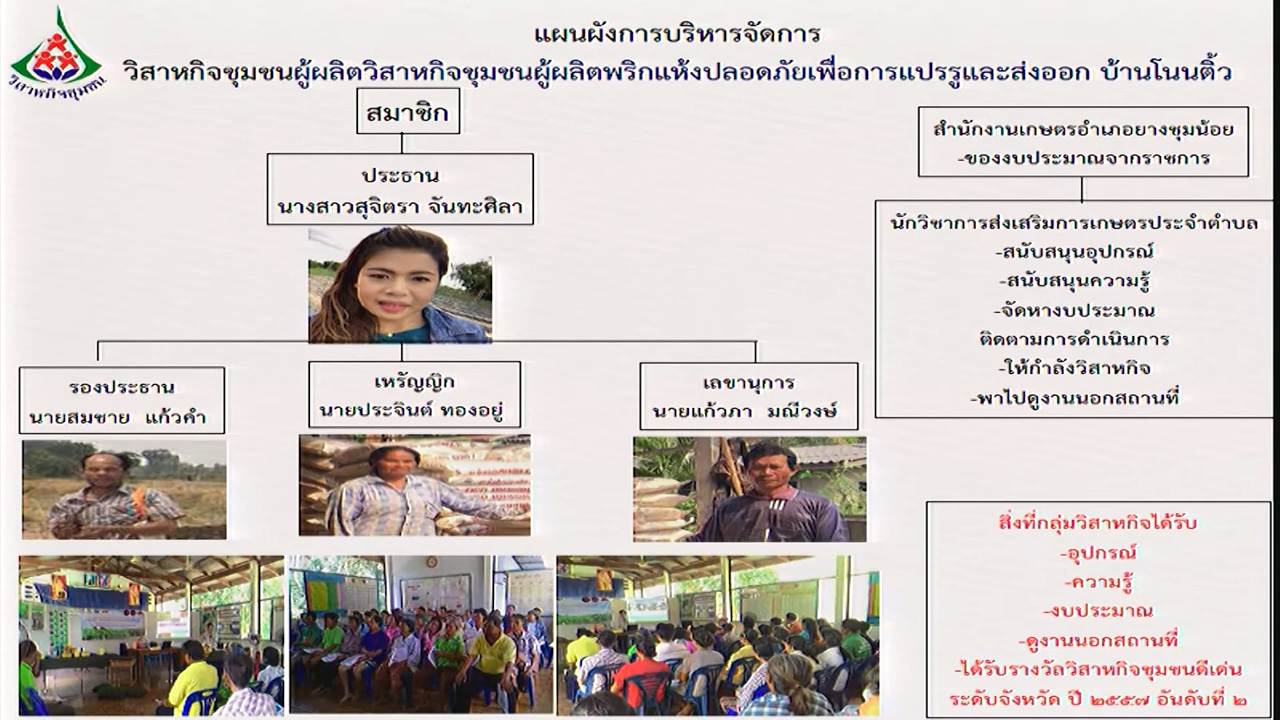 วิสาหกิจชุมชน
แผนผังการบริหารจัดการ
วิสาหกิจชุมชนผู้ผลิตวิสาหกิจชุมชนผู้ผลิตพริกแห้งปลอดภัยเพื่อการแปรรูและส่งออก บ้านโนนติ้ว
สมาชิก
ประธาน
นางสาวสุจิตรา จันทะศิลา
รองประธาน
นายสมชาย แก้วคำ
เหรัญญิก
นายประจินต์ ทองอยู่
เลขานุการ
นายแก้วภา มณีวงษ์
สำนักงานเกษตรอำเภอยางชุมน้อย
-ของงบประมาณจากราชการ
นักวิชาการส่งเสริมการเกษตรประจำตำบล
-สนับสนุนอุปกรณ์
-สนับสนุนความรู้
-จัดหางบประมาณ
ติดตามการดำเนินการ
-ให้กำลังวิสาหกิจ
-พาไปดูงานนอกสถานที่
สิ่งที่กลุ่มวิสาหกิจได้รับ
-อุปกรณ์
-ความรู้
-งบประมาณ
-ดูงานนอกสถานที่
-ได้รับรางวัลวิสาหกิจชุมชนดีเด่น
ระดับจังหวัด ปี ๒๕๕๗ อันดับที่ ๒